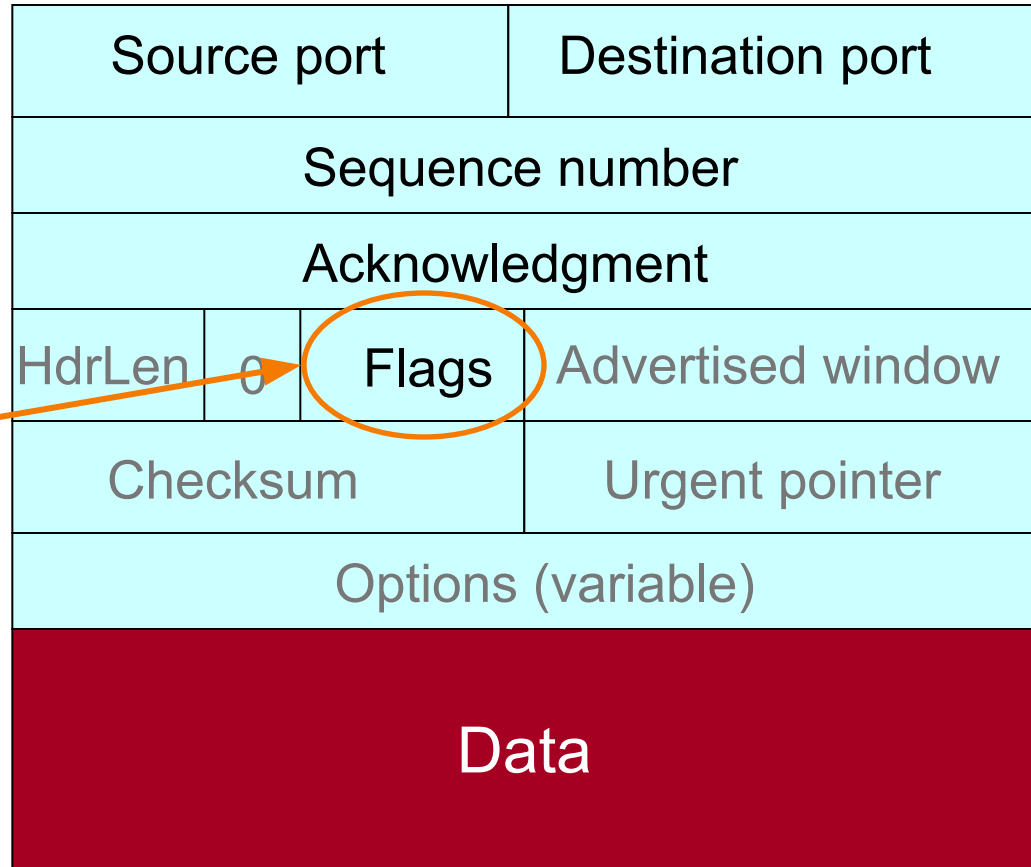 Source port Destination port
Sequence number
Acknowledgment
HdrLen 0 Flags Advertised window
Checksum Urgent pointer
Options (variable)
Data